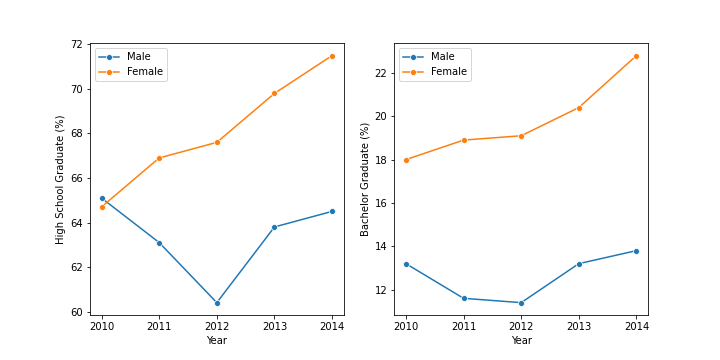 High School Graduate (%)
72
70
68
66
64
62
60
Male
Female
2010 2011 2012 2013 2014
Year
Bachelor Graduate (%)
22
20
18
16
14
12
Male
Female
2010 2011 2012 2013 2014
Year